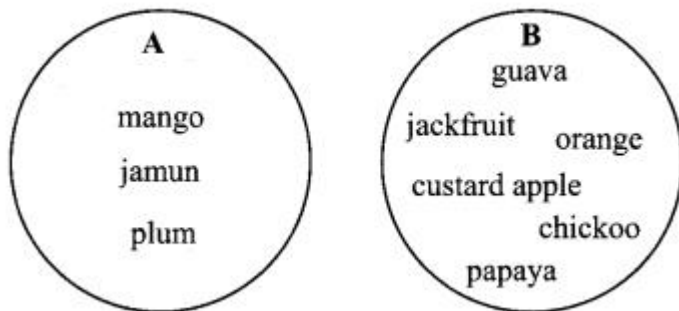 A
mango
jamun
plum
B
guava
jackfruit
orange
custard apple
chickoo
papaya